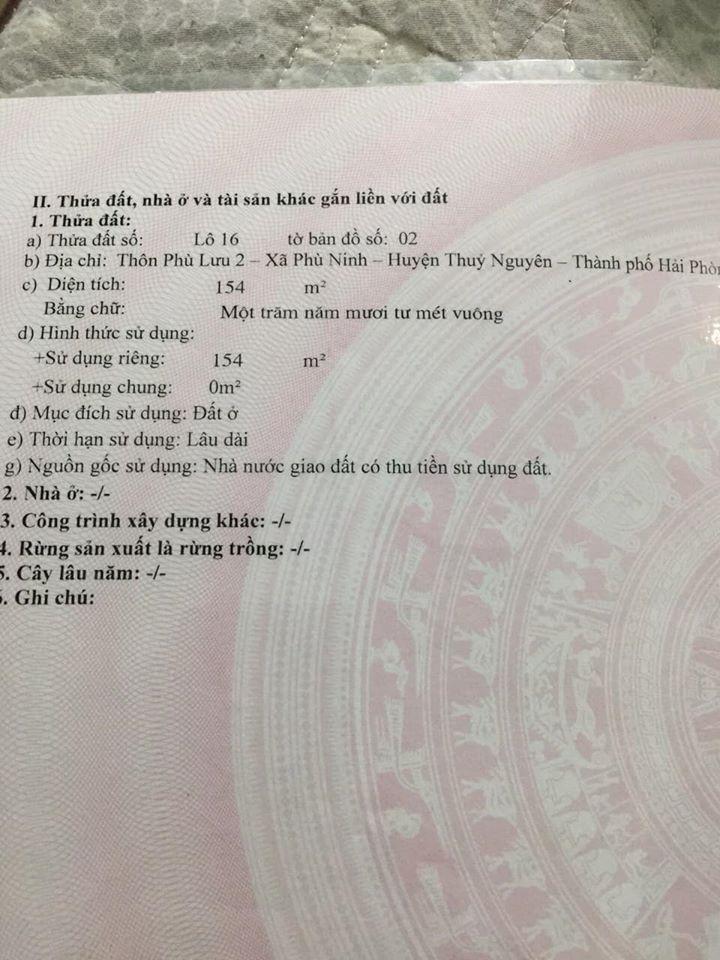 II. Thửa đất, nhà ở và tài sản khác gắn liền với đất
1. Thửa đất:
a) Thửa đất số: Lô 16 tờ bản đồ số: 02
b) Địa chỉ: Thôn Phù Lưu 2 – Xã Phù Ninh – Huyện Thuỷ Nguyên – Thành phố Hải Phòn
c) Diện tích: 154 m²
Bằng chữ: Một trăm năm mươi tư mét vuông
d) Hình thức sử dụng:
+Sử dụng riêng: 154 m²
+Sử dụng chung: 0m²
đ) Mục đích sử dụng: Đất ở
e) Thời hạn sử dụng: Lâu dài
g) Nguồn gốc sử dụng: Nhà nước giao đất có thu tiền sử dụng đất.
2. Nhà ở: -/-
3. Công trình xây dựng khác: -/-
4. Rừng sản xuất là rừng trồng: -/-
5. Cây lâu năm: -/-
6. Ghi chú: